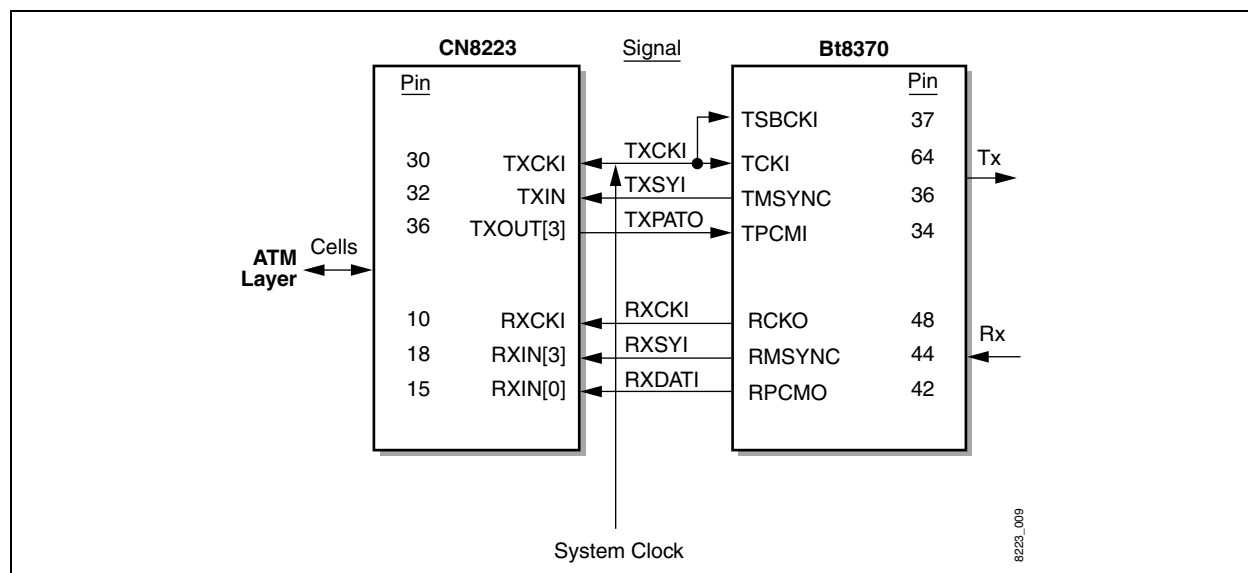 CN8223 Signal Bt8370
Pin Pin
TSBCKI 37
30 TXCKI TXCKI TCKI 64 Tx
32 TXIN TXSYI TMSYNC 36
36 TXOUT[3] TXPATO TPCMI 34
ATM Layer Cells
10 RXCKI RXCKI RCKO 48 Rx
18 RXIN[3] RXSYI RMSYNC 44
15 RXIN[0] RXDATI RPCMO 42
System Clock
8223_009